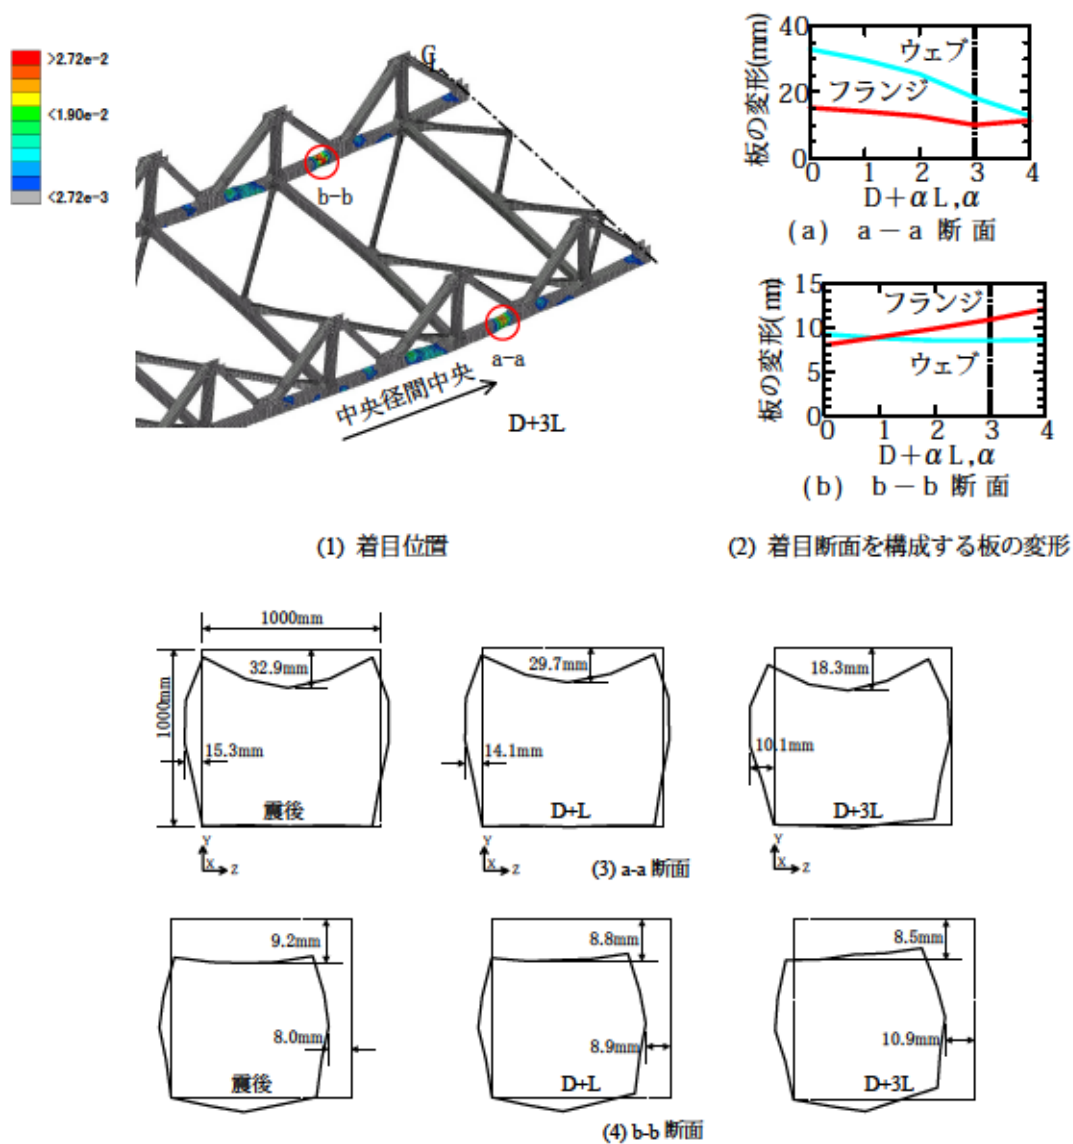 >2.72e-2
<1.90e-2
<2.72e-3
b-b
a-a
中央径間中央
D+3L
(1) 着目位置
板の変形(mm)
40
20
0
ウェブ
フランジ
0 1 2 3 4
D+αL,α
(a) a-a 断面
板の変形(mm)
15
10
5
0
フランジ
ウェブ
0 1 2 3 4
D+αL,α
(b) b-b 断面
(2) 着目断面を構成する板の変形
1000mm
1000mm
32.9mm
15.3mm
震後
Y
X Z
29.7mm
14.1mm
D+L
18.3mm
10.1mm
D+3L
Y
X Z
(3) a-a 断面
9.2mm
8.0mm
震後
8.8mm
8.9mm
D+L
8.5mm
10.9mm
D+3L
(4) b-b 断面